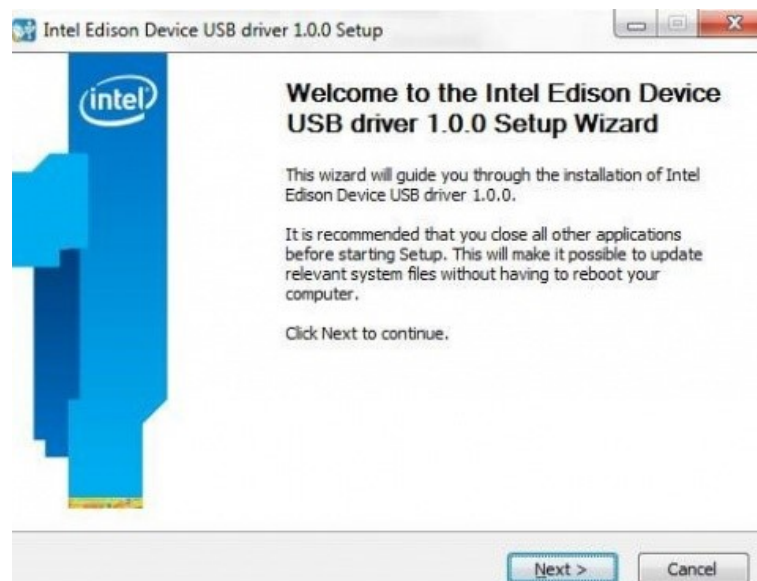 Intel Edison Device USB driver 1.0.0 Setup
intel
Welcome to the Intel Edison Device
USB driver 1.0.0 Setup Wizard
This wizard will guide you through the installation of Intel
Edison Device USB driver 1.0.0.
It is recommended that you close all other applications
before starting Setup. This will make it possible to update
relevant system files without having to reboot your
computer.
Click Next to continue.
Next >
Cancel